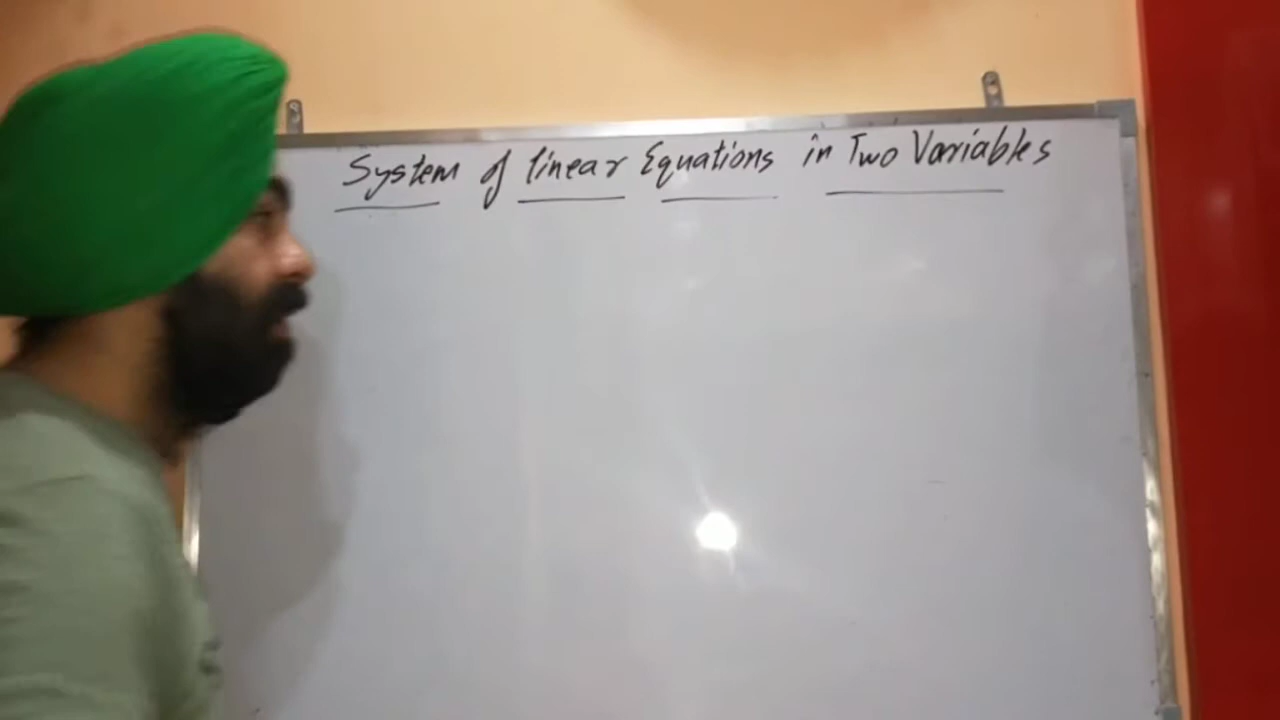 System of linear Equations in Two Variables